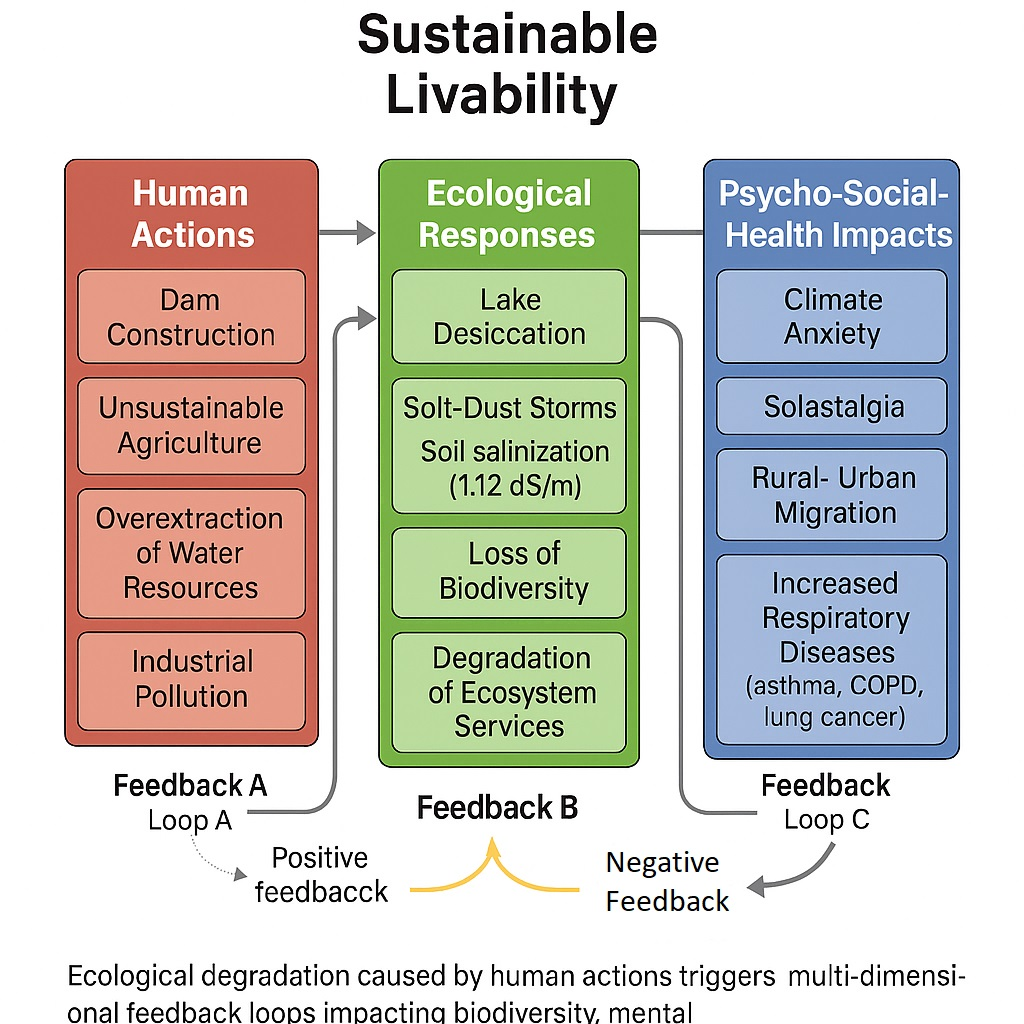 Sustainable
Livability
Human
Actions
Dam
Construction
Unsustainable
Agriculture
Overextraction
of Water
Resources
Industrial
Pollution
Ecological
Responses
Lake
Desiccation
Solt-Dust Storms
Soil salinization
(1.12 dS/m)
Loss of
Biodiversity
Degradation
of Ecosystem
Services
Psycho-Social-
Health Impacts
Climate
Anxiety
Solastalgia
Rural- Urban
Migration
Increased
Respiratory
Diseases
(asthma, COPD,
lung cancer)
Feedback A
Loop A
Feedback B
Feedback
Loop C
Positive
feedbacck
Negative
Feedback
Ecological degradation caused by human actions triggers multi-dimensi-
onal feedback loops impacting biodiversity, mental